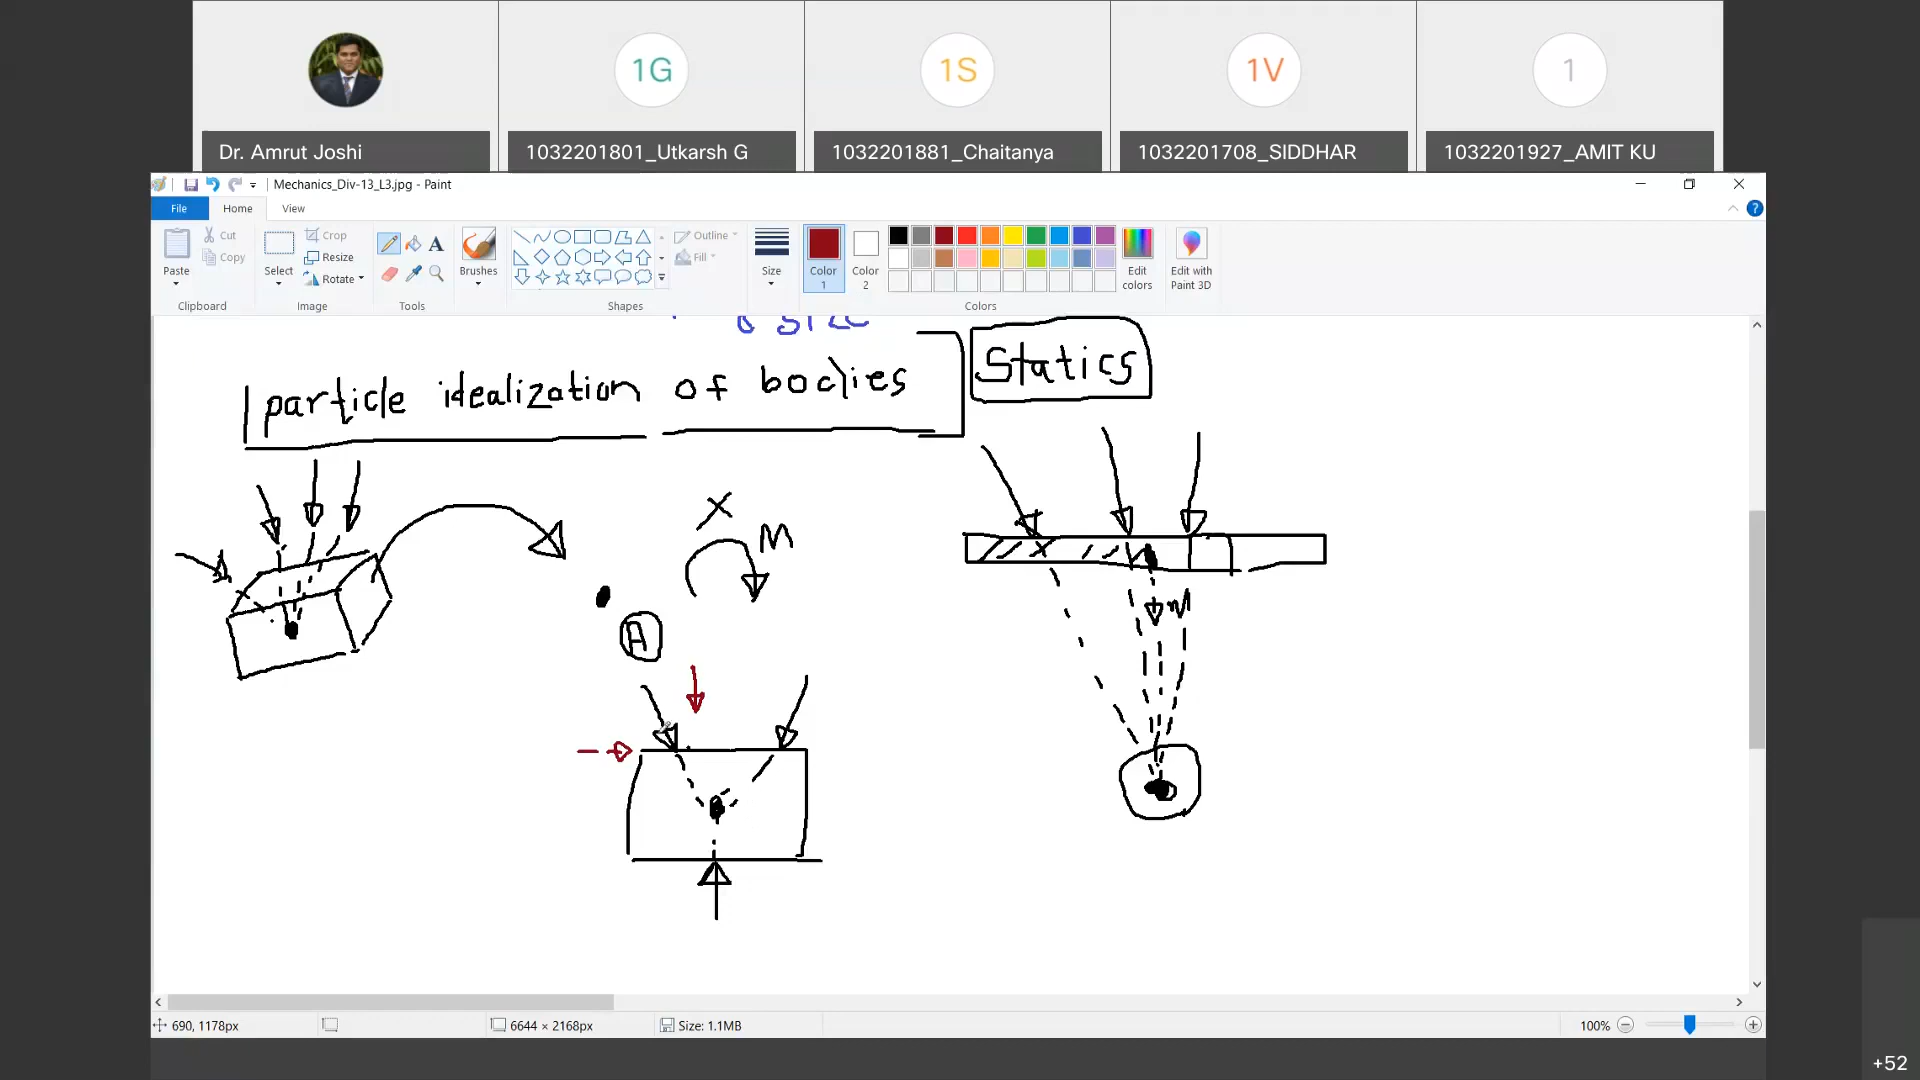 1G
1S
1V
1
Dr. Amrut Joshi
1032201801_Utkarsh G
1032201881_Chaitanya
1032201708_SIDDHAR
1032201927_AMIT KU
Mechanics_Div-13_L3.jpg - Paint
File
Home
View
Paste
Cut
Copy
Clipboard
Select
Crop
Resize
Rotate
Image
A
Tools
Brushes
Outline
Fill
Shapes
Size
Color 1
Color 2
Edit colors
Colors
Edit with Paint 3D
size
particle idealization of bodies
Statics
X
M
A
W
690, 1178px
6644 × 2168px
Size: 1.1MB
100%
+52